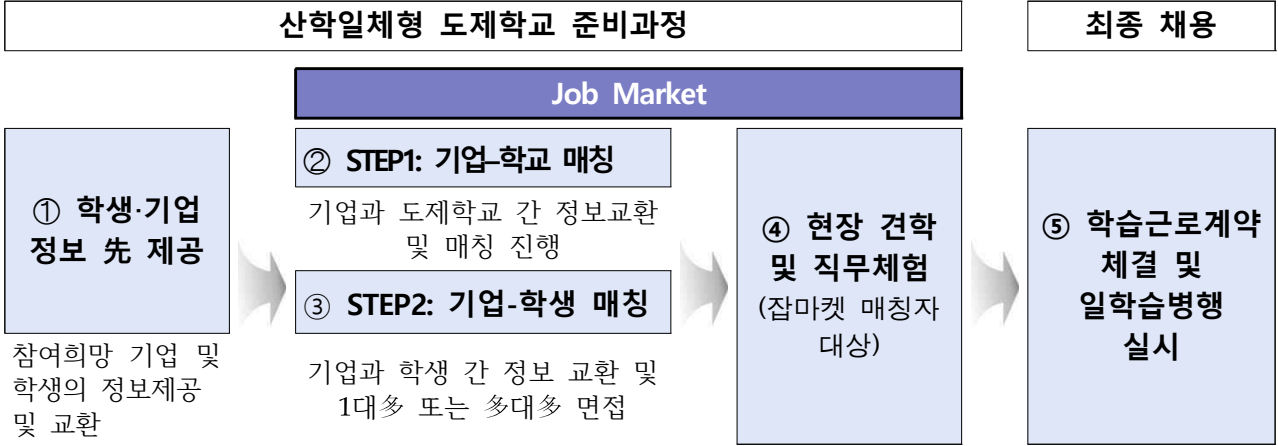 산학일체형 도제학교 준비과정
최종 채용
Job Market
① 학생·기업
정보 先 제공
참여희망 기업 및
학생의 정보제공
및 교환
② STEP1: 기업–학교 매칭
기업과 도제학교 간 정보교환
및 매칭 진행
③ STEP2: 기업-학생 매칭
기업과 학생 간 정보 교환 및
1대多 또는 多대多 면접
④ 현장 견학
및 직무체험
(잡마켓 매칭자
대상)
⑤ 학습근로계약
체결 및
일학습병행
실시